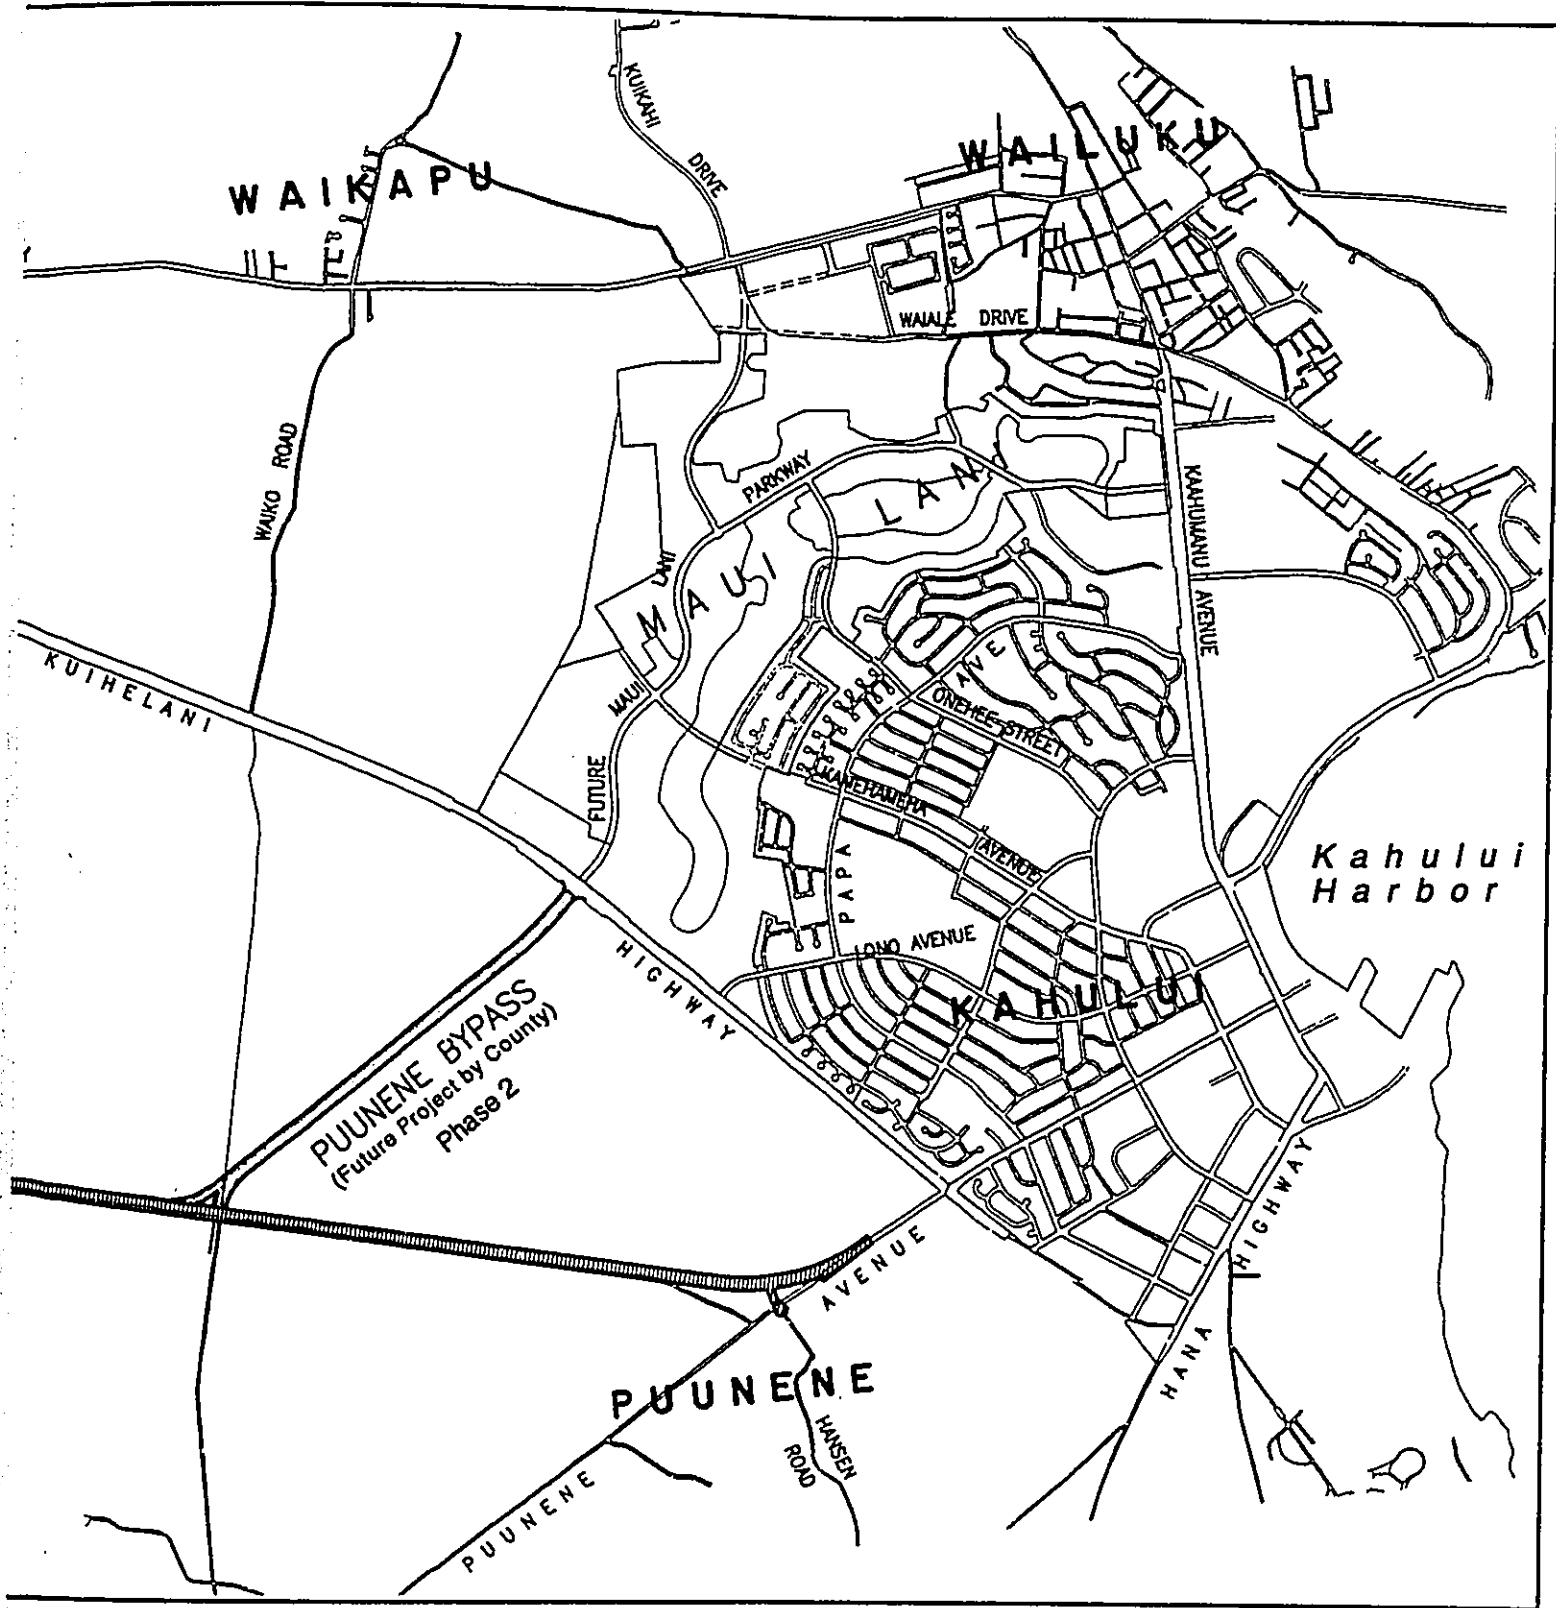 KUIKAHI
DRIVE
WAILUKU
WAIKAPU
WAIALE DRIVE
WAIKO ROAD
PARKWAY
LANI
KAAHUMANU AVENUE
MAUI
LANI
MAUI
FUTURE
KUIHELANI
AVE
ONEHEE STREET
KAMEHAMEHA
AVENUE
PAPA
Kahului
Harbor
LONO AVENUE
HIGHWAY
KAHULUI
PUUNENE BYPASS
(Future Project by County)
Phase 2
HIGHWAY
HANA
AVENUE
PUUNENE
HANSEN
ROAD
PUUNENE